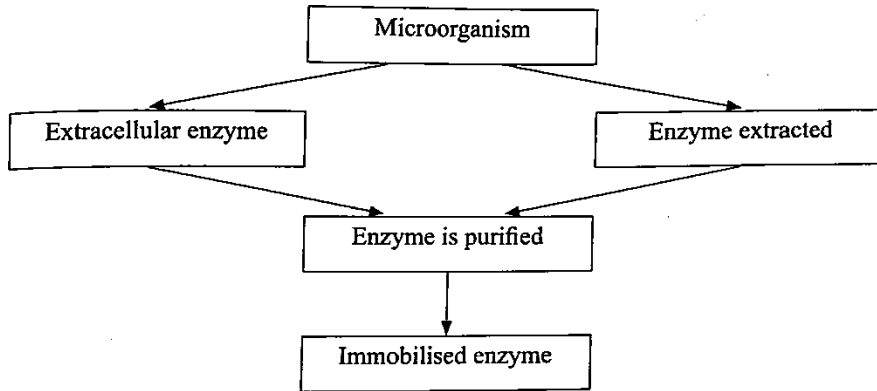 Microorganism
Extracellular enzyme
Enzyme extracted
Enzyme is purified
Immobilised enzyme